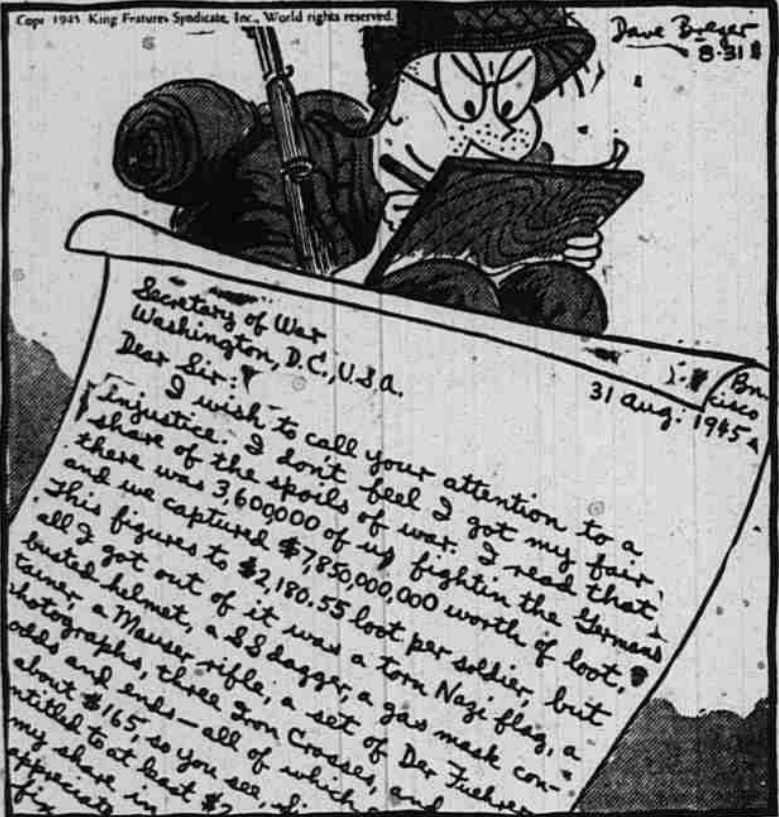 Copr 1945 King Features Syndicate, Inc., World rights reserved.
Dave Breger
8-31
Secretary of War
Washington, D.C., U.S.A.
31 Aug. 1945
Dear Sir:
I wish to call your attention to a
injustice. I don't feel I got my fair
share of the spoils of war. I read that
there was 3,600,000 of us fightin the Germans
and we captured $7,850,000,000 worth of loot.
This figures to $2,180.55 loot per soldier, but
all I got out of it was a torn Nazi flag, a
busted helmet, a SS dagger, a gas mask con-
tainer, a Mauser rifle, a set of Der Fuehrer
photographs, three Iron Crosses, and
odds and ends — all of which
about $165, so you see,
ntitled to at least $2
my share in
appreciate
fix